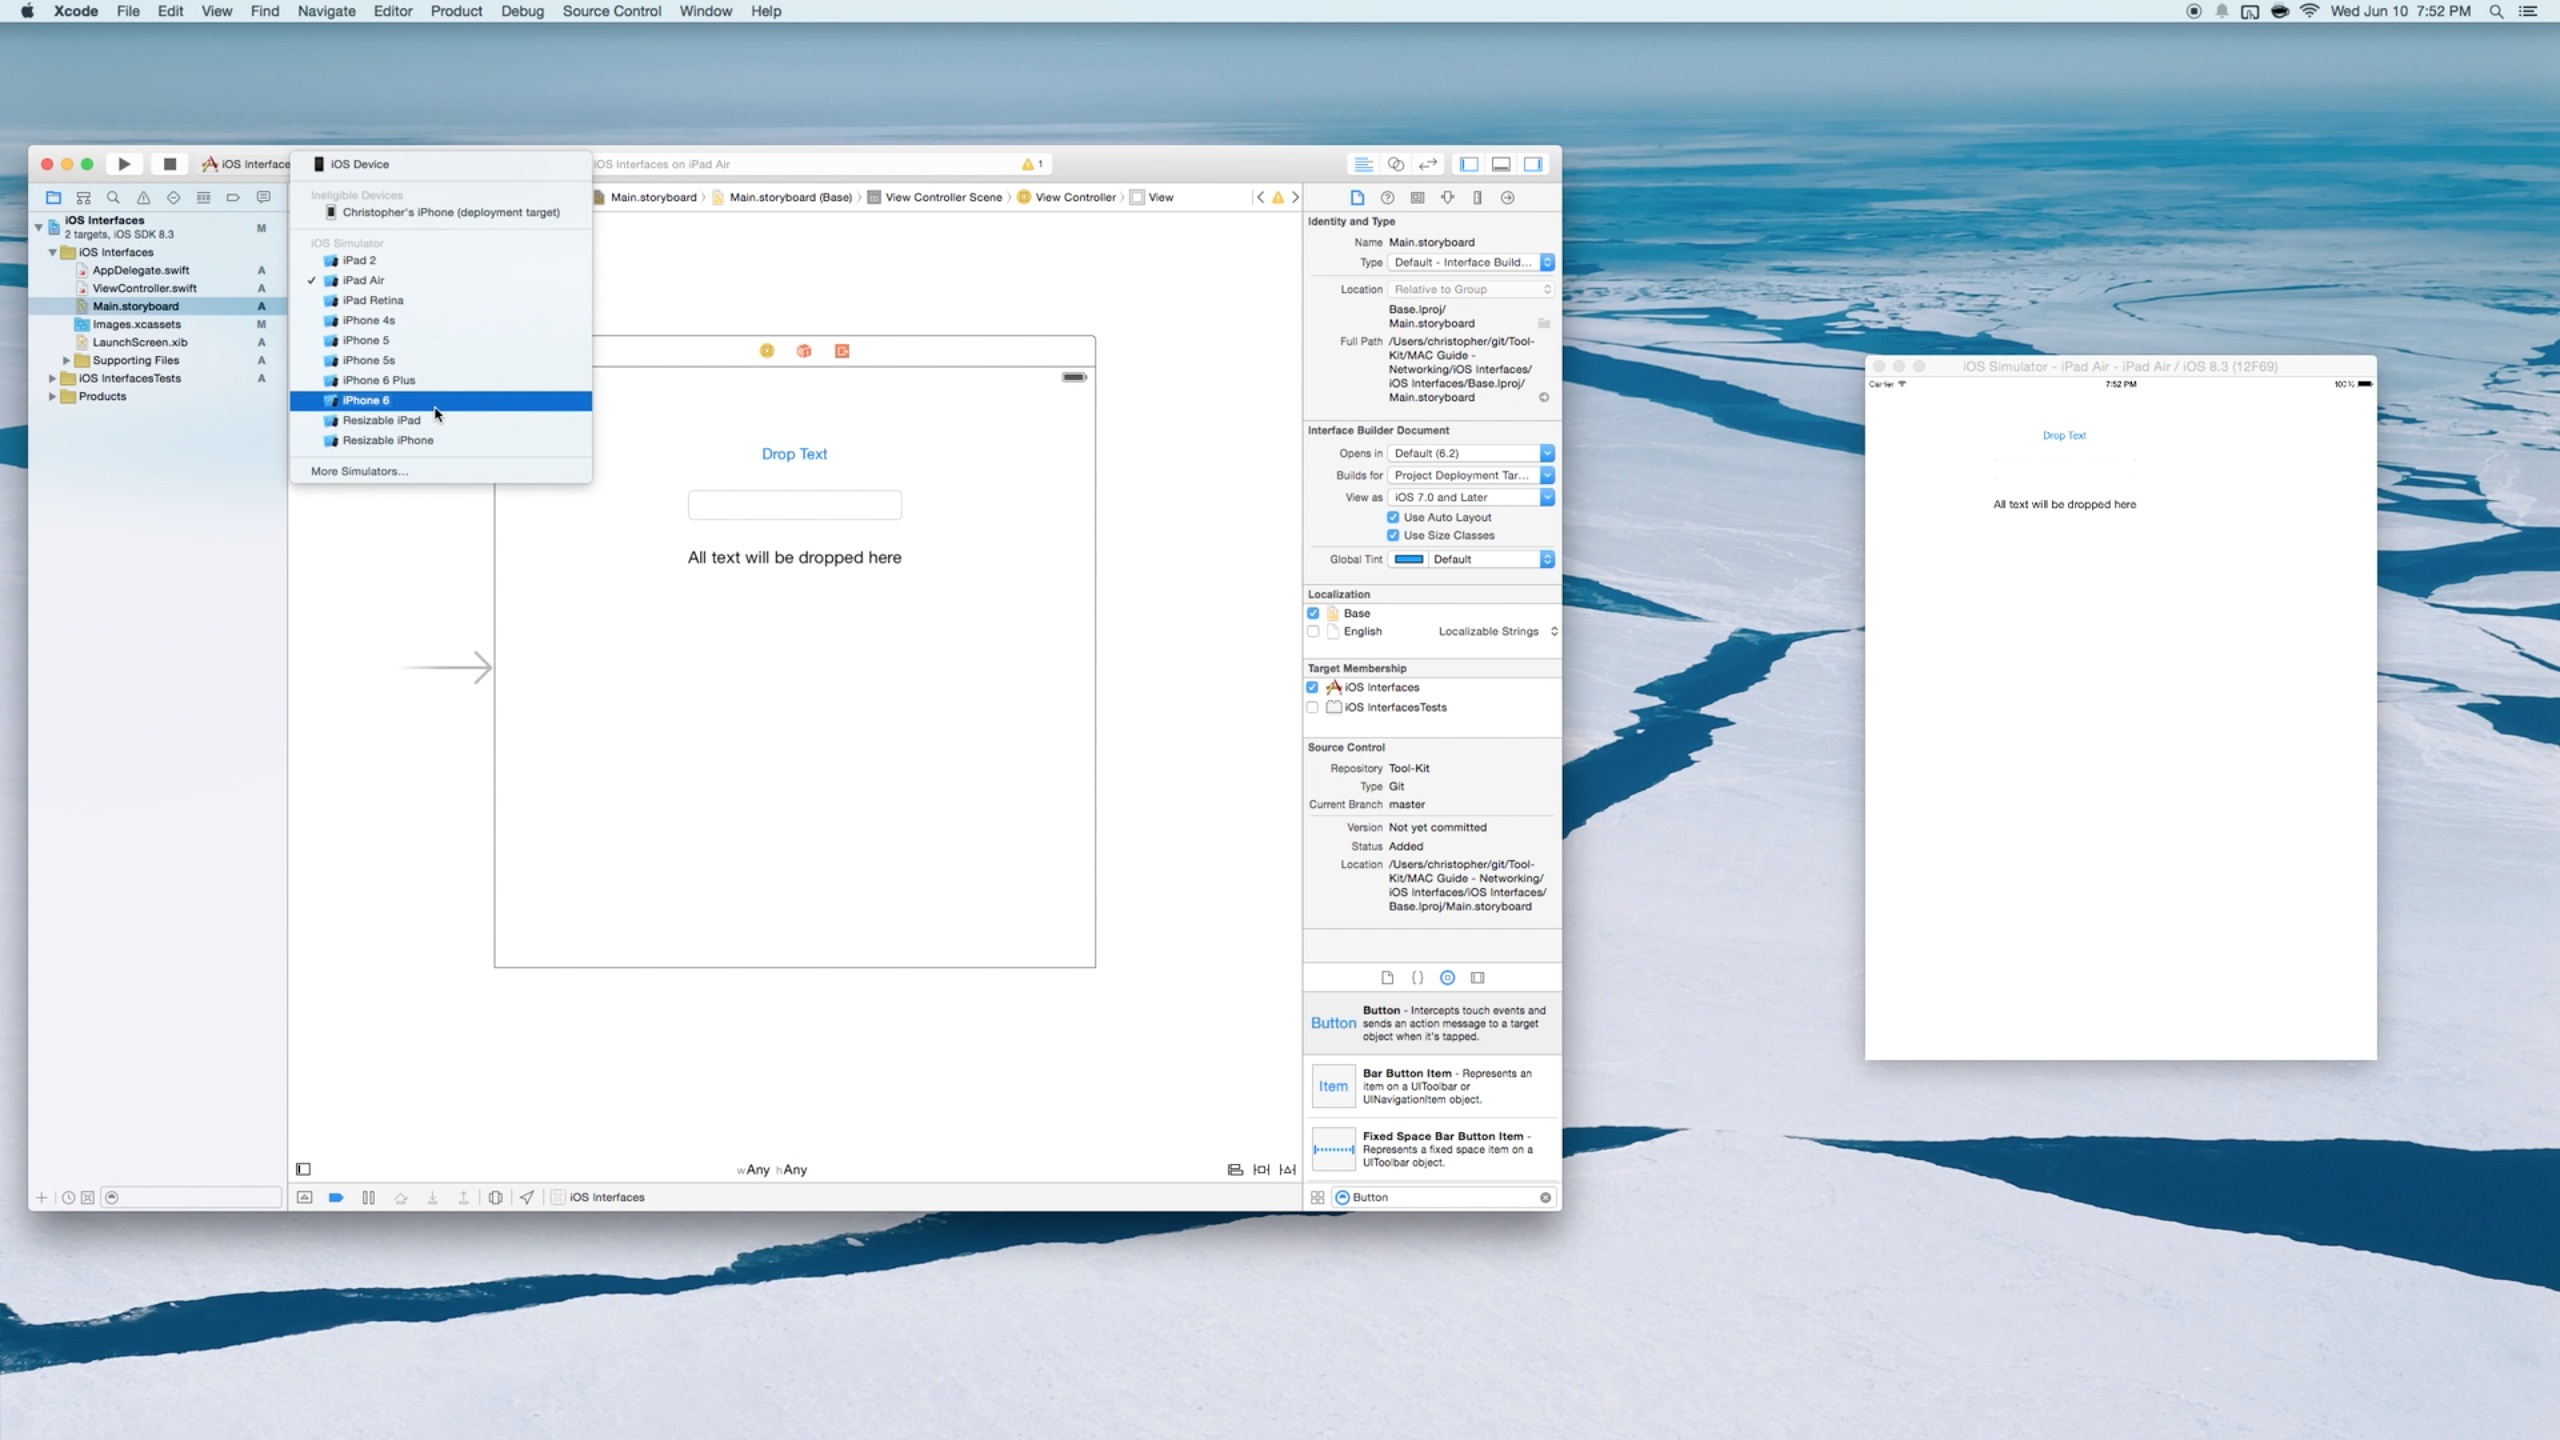 Xcode File Edit View Find Navigate Editor Product Debug Source Control Window Help
Wed Jun 10 7:52 PM
iOS Interface
iOS Interfaces on iPad Air
1
iOS Device
Ineligible Devices
Christopher's iPhone (deployment target)
iOS Simulator
iPad 2
iPad Air
iPad Retina
iPhone 4s
iPhone 5
iPhone 5s
iPhone 6 Plus
iPhone 6
Resizable iPad
Resizable iPhone
More Simulators...
iOS Interfaces
2 targets, iOS SDK 8.3
M
iOS Interfaces
AppDelegate.swift A
ViewController.swift A
Main.storyboard A
Images.xcassets M
LaunchScreen.xib A
Supporting Files A
iOS InterfacesTests A
Products
Main.storyboard
Main.storyboard (Base)
View Controller Scene
View Controller
View
Drop Text
All text will be dropped here
wAny hAny
iOS Interfaces
Identity and Type
Name Main.storyboard
Type Default - Interface Build...
Location Relative to Group
Base.lproj/
Main.storyboard
Full Path /Users/christopher/git/Tool-
Kit/MAC Guide -
Networking/iOS Interfaces/
iOS Interfaces/Base.lproj/
Main.storyboard
Interface Builder Document
Opens in Default (6.2)
Builds for Project Deployment Tar...
View as iOS 7.0 and Later
Use Auto Layout
Use Size Classes
Global Tint Default
Localization
Base
English Localizable Strings
Target Membership
iOS Interfaces
iOS InterfacesTests
Source Control
Repository Tool-Kit
Type Git
Current Branch master
Version Not yet committed
Status Added
Location /Users/christopher/git/Tool-
Kit/MAC Guide - Networking/
iOS Interfaces/iOS Interfaces/
Base.lproj/Main.storyboard
Button
Button - Intercepts touch events and
sends an action message to a target
object when it's tapped.
Item
Bar Button Item - Represents an
item on a UIToolbar or
UINavigationItem object.
Fixed Space Bar Button Item -
Represents a fixed space item on a
UIToolbar object.
Button
iOS Simulator - iPad Air - iPad Air / iOS 8.3 (12F69)
Carrier 7:52 PM 100%
Drop Text
All text will be dropped here